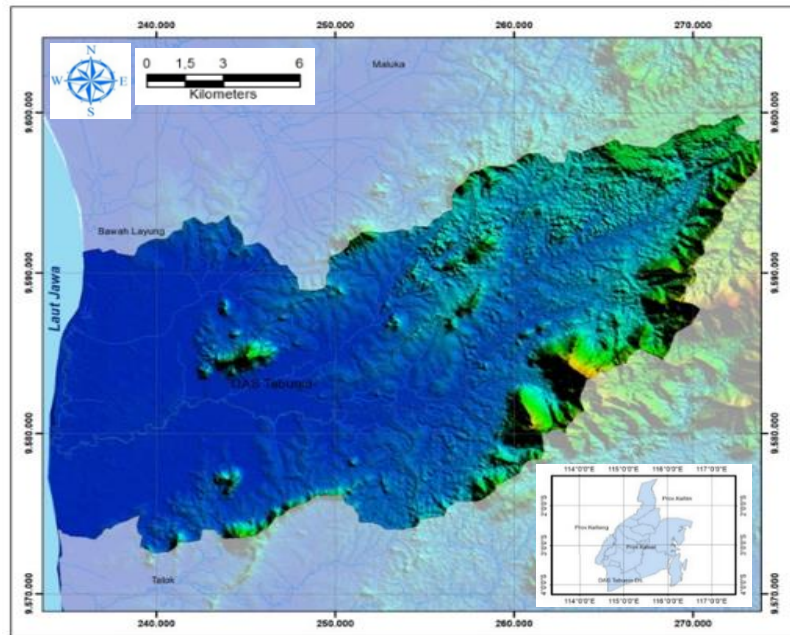 240.000 250.000 260.000 270.000
N
W E
S
0 1,5 3 6
Kilometers
Maluka
9.600.000 9.600.000
Bawah Layung
Laut Jawa
9.590.000 9.590.000
DAS Tabunio
9.580.000 9.580.000
Talok
9.570.000 9.570.000
240.000 250.000 260.000 270.000
114°0'0"E 115°0'0"E 116°0'0"E 117°0'0"E
Prov Kaltim
Prov Kalteng
Prov Kalsel
DAS Tabunio
114°0'0"E 115°0'0"E 116°0'0"E 117°0'0"E